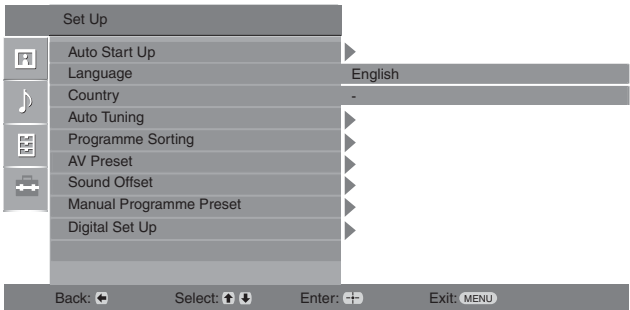 Set Up
Auto Start Up
Language English
Country -
Auto Tuning
Programme Sorting
AV Preset
Sound Offset
Manual Programme Preset
Digital Set Up
Back: Select: Enter: Exit: MENU